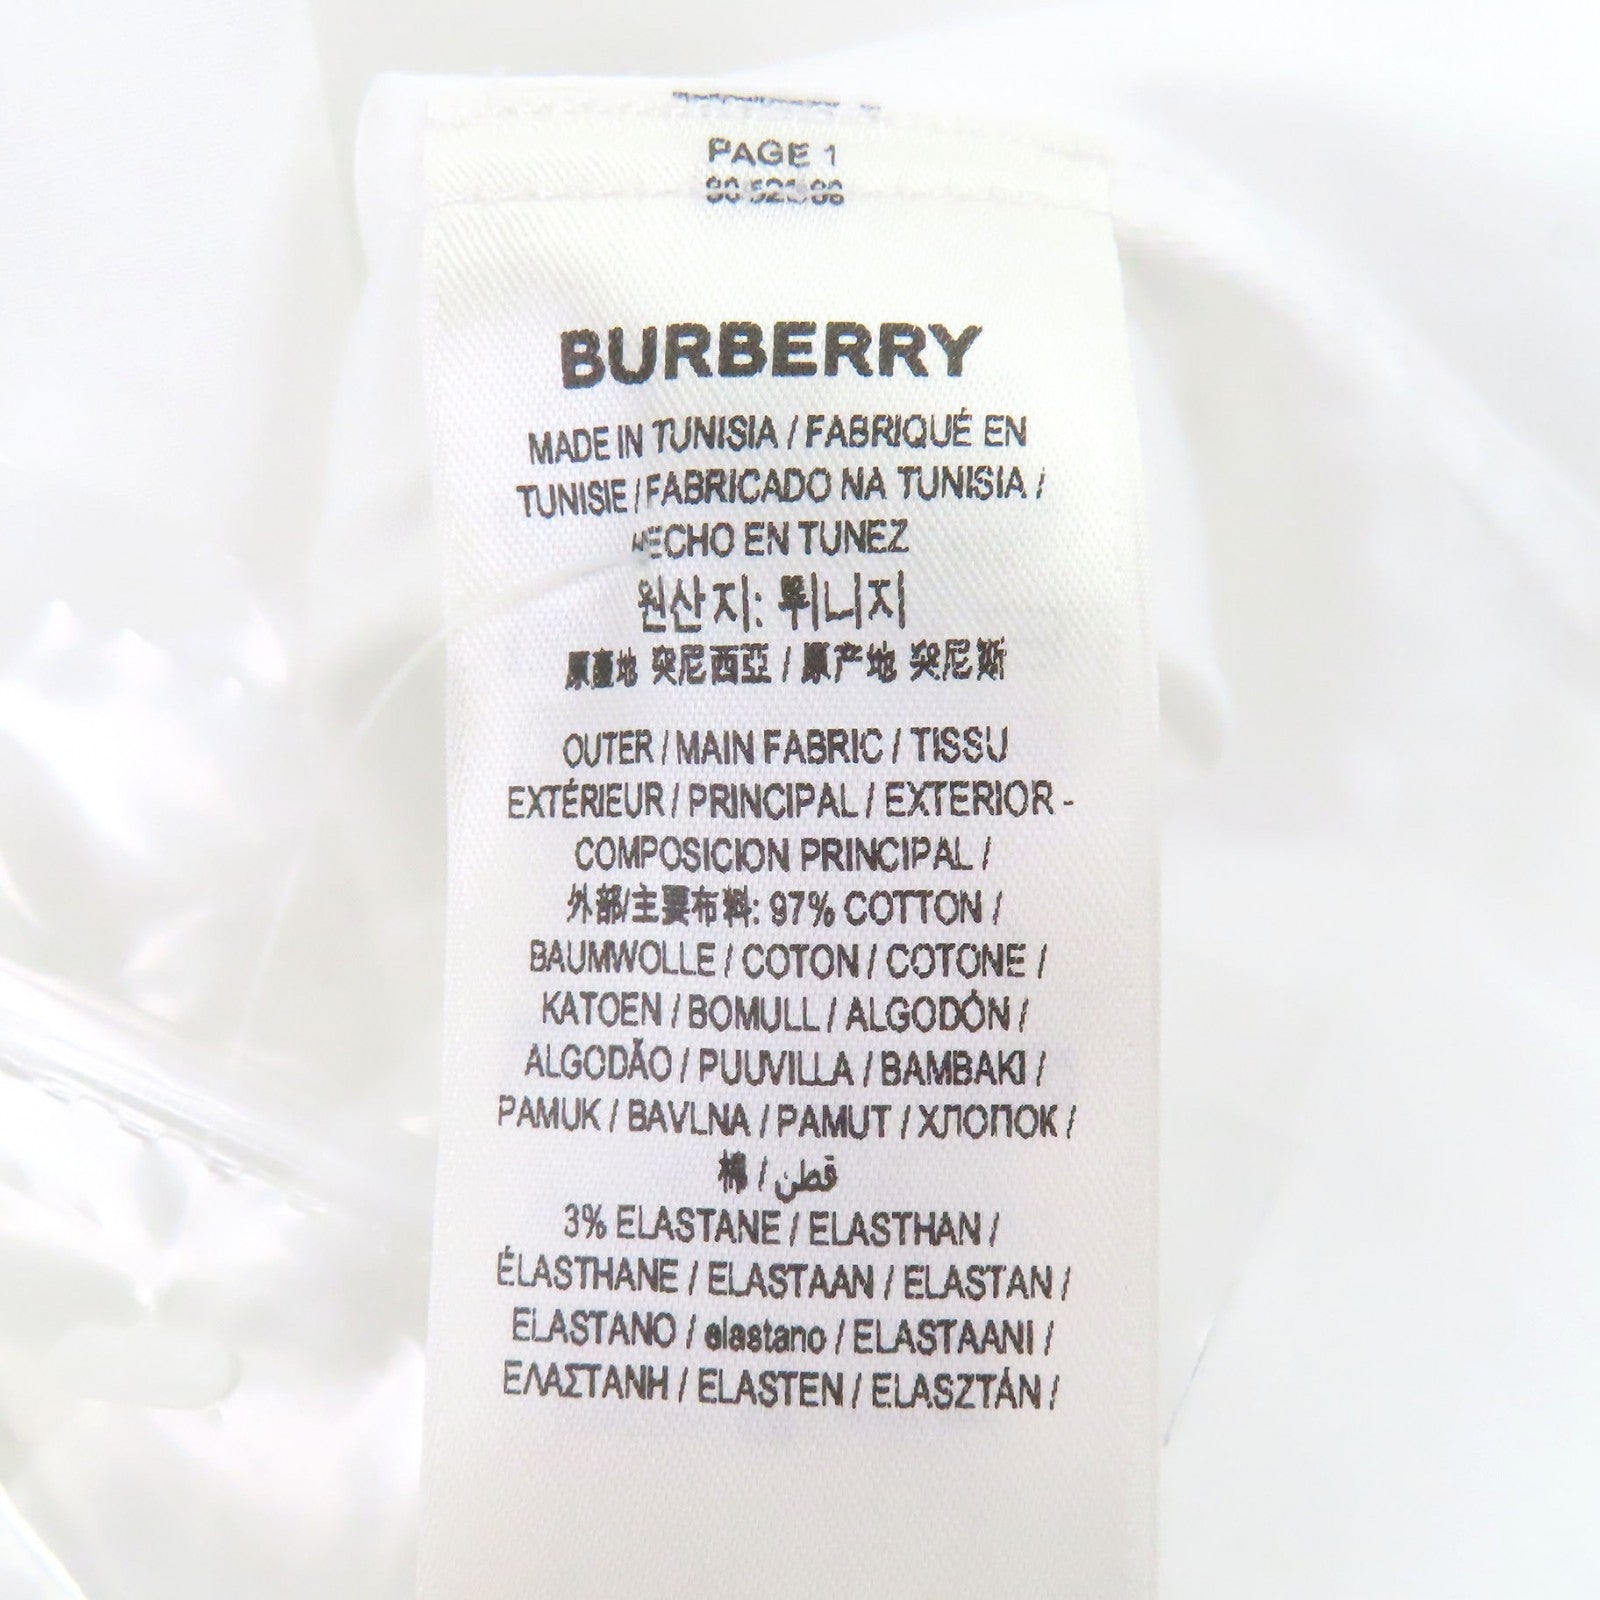 PAGE 1
BURBERRY
MADE IN TUNISIA / FABRIQUÉ EN
TUNISIE / FABRICADO NA TUNISIA /
HECHO EN TUNEZ
원산지: 튀니지
原產地 突尼西亞 / 原产地 突尼斯
OUTER / MAIN FABRIC / TISSU
EXTÉRIEUR / PRINCIPAL / EXTERIOR -
COMPOSICION PRINCIPAL /
外部/主要布料: 97% COTTON /
BAUMWOLLE / COTON / COTONE /
KATOEN / BOMULL / ALGODÓN /
ALGODÃO / PUUVILLA / BAMBAKI /
PAMUK / BAVLNA / PAMUT / ХЛОПОК /
棉 / قطن
3% ELASTANE / ELASTHAN /
ÉLASTHANE / ELASTAAN / ELASTAN /
ELASTANO / elastano / ELASTAANI /
ΕΛΑΣΤΑΝΗ / ELASTEN / ELASZTÁN /